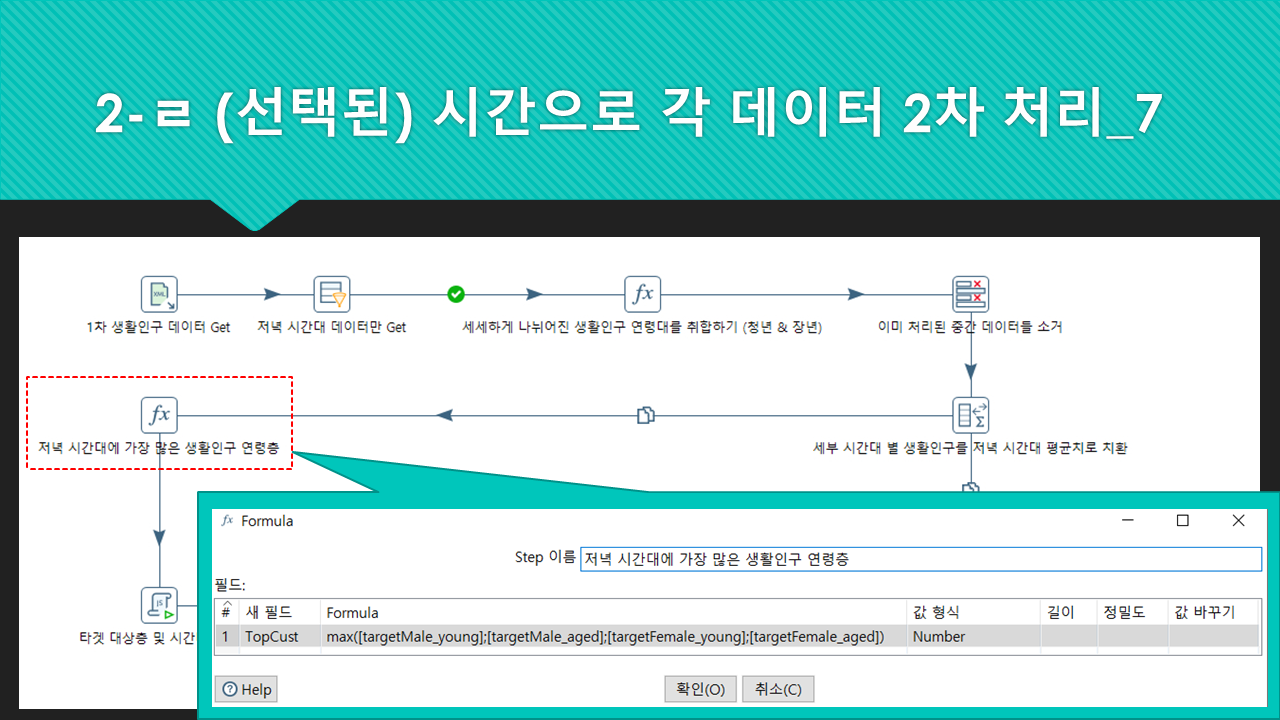 2-ㄹ (선택된) 시간으로 각 데이터 2차 처리_7
1차 생활인구 데이터 Get
저녁 시간대 데이터만 Get
세세하게 나뉘어진 생활인구 연령대를 취합하기 (청년 & 장년)
이미 처리된 중간 데이터들 소거
저녁 시간대에 가장 많은 생활인구 연령층
세부 시간대 별 생활인구를 저녁 시간대 평균치로 치환
타겟 대상층 및 시간
Formula
Step 이름 저녁 시간대에 가장 많은 생활인구 연령층
필드:
# 새 필드 Formula 값 형식 길이 정밀도 값 바꾸기
1 TopCust max([targetMale_young];[targetMale_aged];[targetFemale_young];[targetFemale_aged]) Number
Help 확인(O) 취소(C)